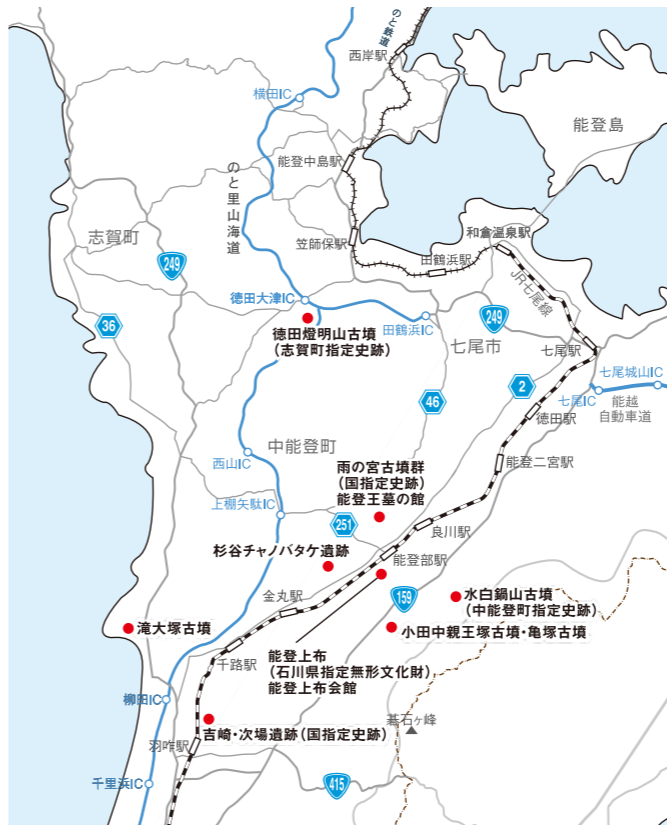 のと鉄道
西岸駅
横田IC
能登島
能登中島駅
のと里山海道
志賀町
笠師保駅
和倉温泉駅
249
田鶴浜駅
JR七尾線
徳田大津IC
36
田鶴浜IC
249
徳田燈明山古墳
(志賀町指定史跡)
七尾市
七尾駅
七尾城山IC
2
46
七尾IC
能越
自動車道
徳田駅
中能登町
西山IC
雨の宮古墳群
(国指定史跡)
能登王墓の館
能登二宮駅
上棚矢駄IC
251
良川駅
杉谷チャノバタケ遺跡
能登部駅
金丸駅
159
水白鍋山古墳
(中能登町指定史跡)
滝大塚古墳
小田中親王塚古墳・亀塚古墳
千路駅
能登上布
(石川県指定無形文化財)
能登上布会館
柳田IC
碁石ヶ峰
吉崎・次場遺跡(国指定史跡)
羽咋駅
千里浜IC
415